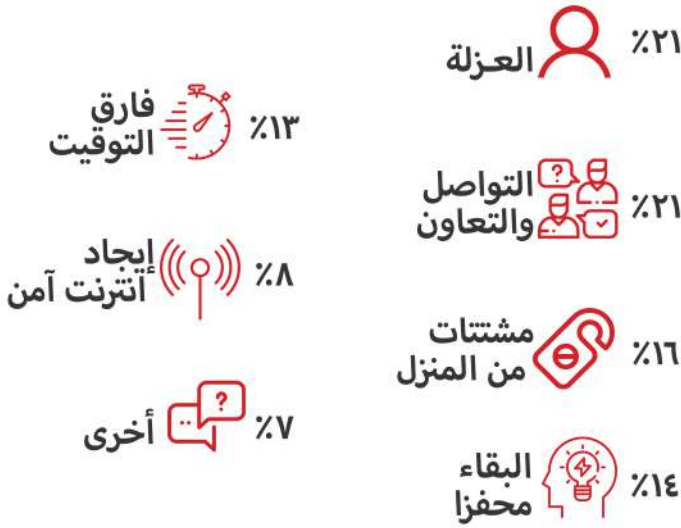 ٪٢١
العـزلة
٪٢١
التواصل
والتعاون
٪١٦
مشتتات
من المنزل
٪١٤
البقاء
محفزا
٪١٣
فارق
التوقيت
٪٨
إيجاد
انترنت آمن
٪٧
أخرى